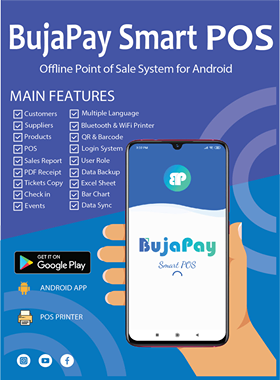 BujaPay Smart POS
Offline Point of Sale System for Android
MAIN FEATURES
Customers
Suppliers
Products
POS
Sales Report
PDF Receipt
Tickets Copy
Check in
Events
Multiple Language
Bluetooth & WiFi Printer
QR & Barcode
Login System
User Role
Data Backup
Excel Sheet
Bar Chart
Data Sync
GET IT ON
Google Play
ANDROID APP
POS PRINTER
BujaPay
Smart POS